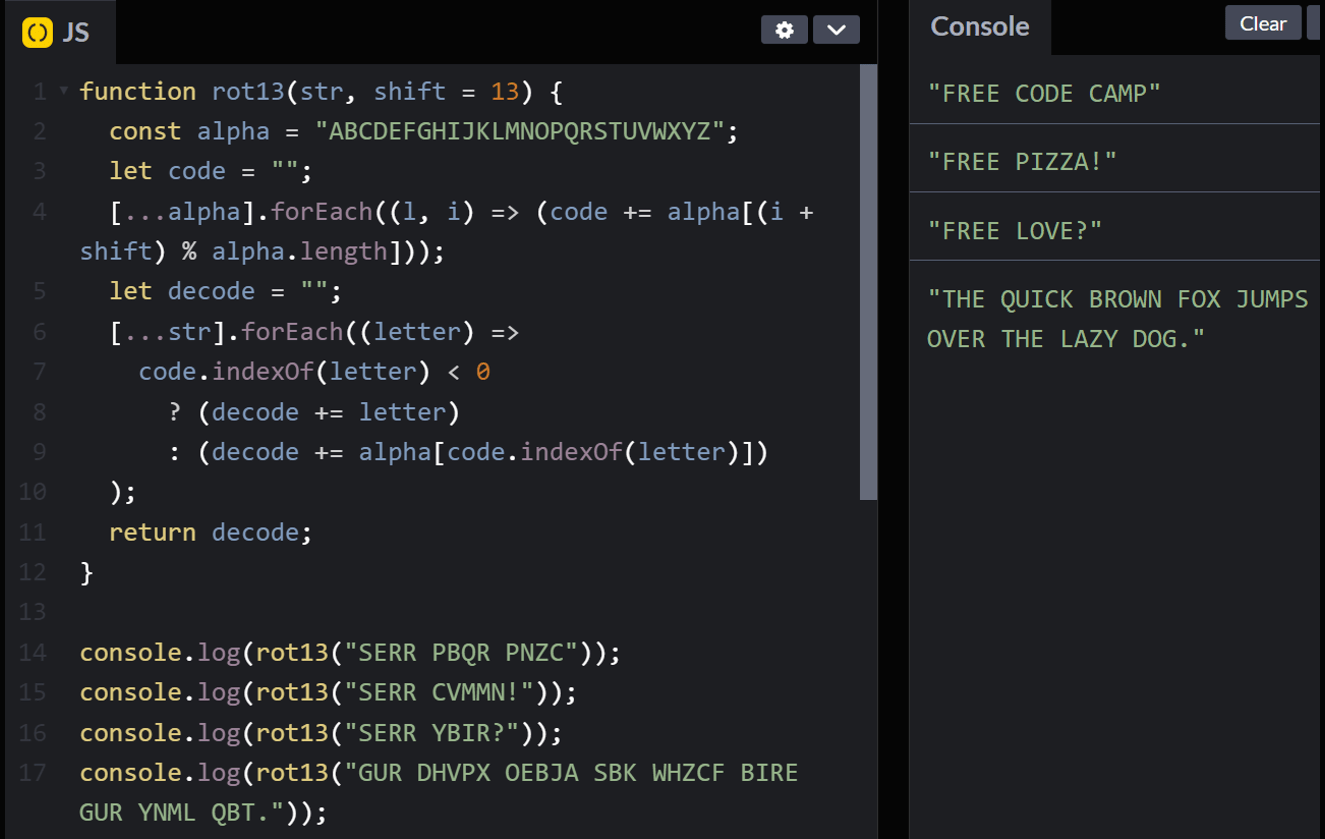 JS
1 function rot13(str, shift = 13) {
2 const alpha = "ABCDEFGHIJKLMNOPQRSTUVWXYZ";
3 let code = "";
4 [...alpha].forEach((l, i) => (code += alpha[(i +
shift) % alpha.length]));
5 let decode = "";
6 [...str].forEach((letter) =>
7 code.indexOf(letter) < 0
8 ? (decode += letter)
9 : (decode += alpha[code.indexOf(letter)])
10 );
11 return decode;
12 }
13
14 console.log(rot13("SERR PBQR PNZC"));
15 console.log(rot13("SERR CVMMN!"));
16 console.log(rot13("SERR YBIR?"));
17 console.log(rot13("GUR DHVPX OEBJA SBK WHZCF BIRE
GUR YNML QBT."));
Console
Clear
"FREE CODE CAMP"
"FREE PIZZA!"
"FREE LOVE?"
"THE QUICK BROWN FOX JUMPS
OVER THE LAZY DOG."